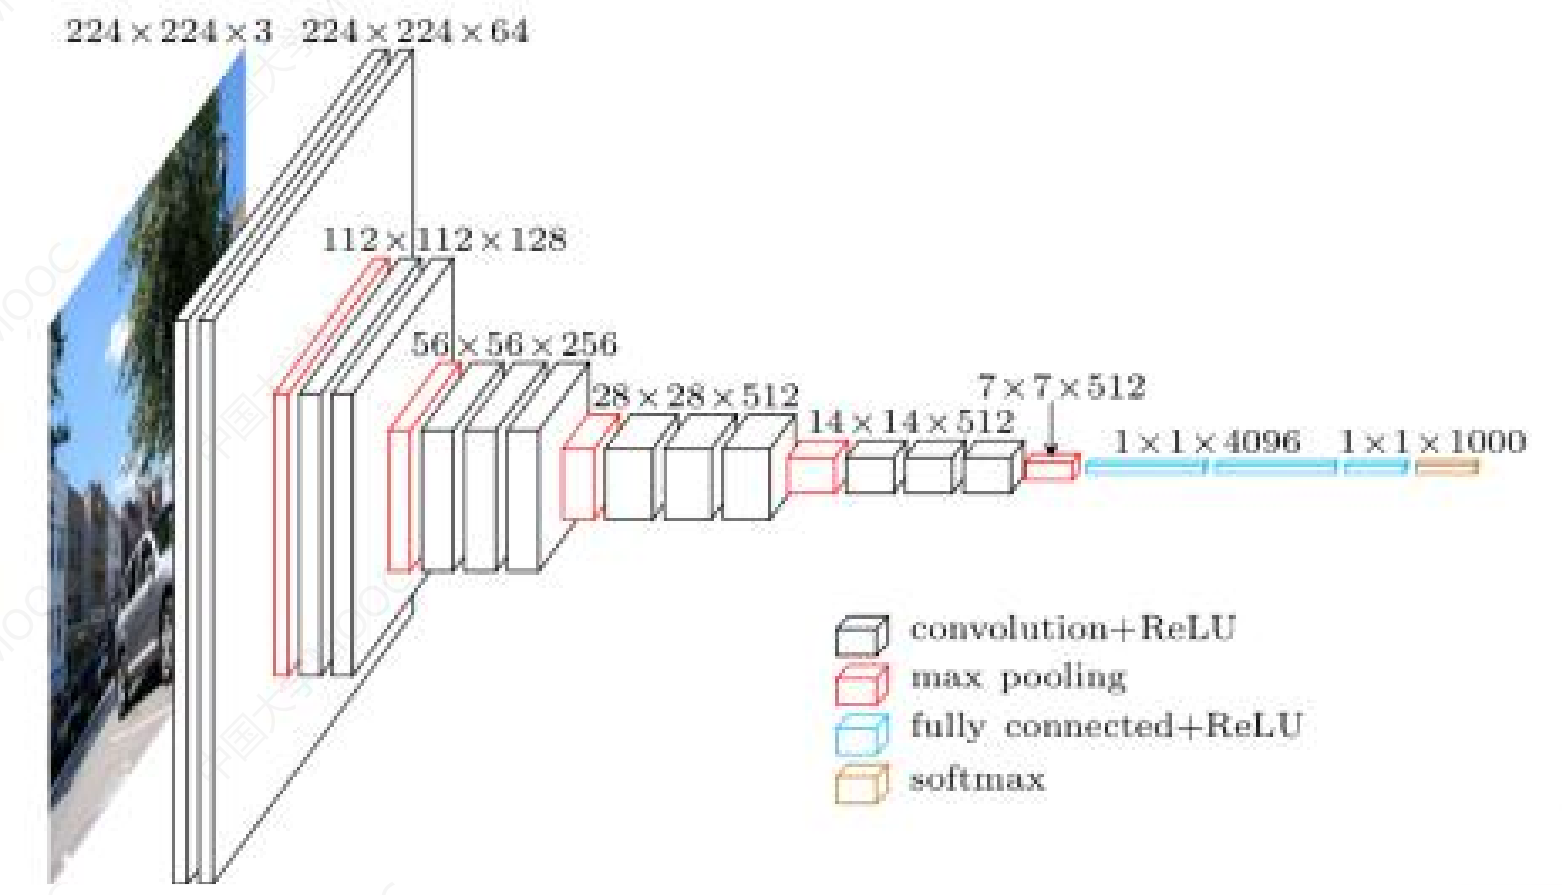 224×224×3
224×224×64
112×112×128
56×56×256
28×28×512
14×14×512
7×7×512
1×1×4096
1×1×1000
convolution+ReLU
max pooling
fully connected+ReLU
softmax